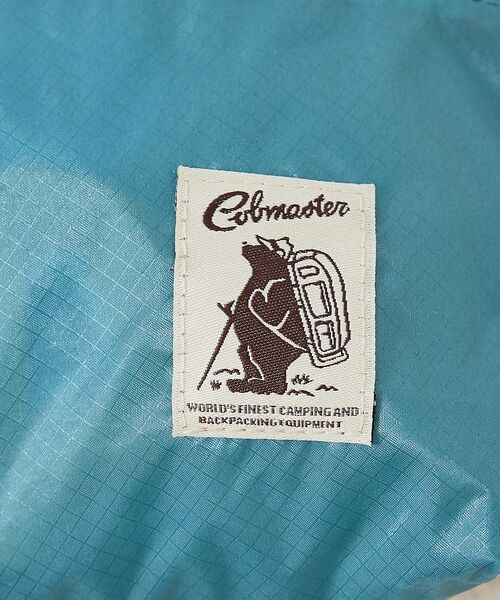 Cobmaster
WORLD'S FINEST CAMPING AND
BACKPACKING EQUIPMENT